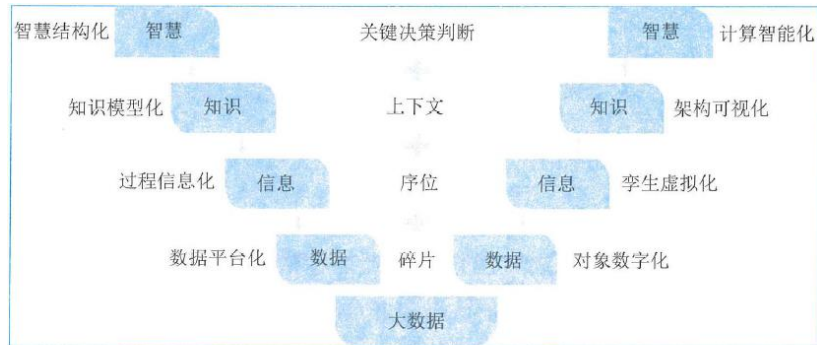 智慧结构化 智慧 关键决策判断 智慧 计算智能化
知识模型化 知识 上下文 知识 架构可视化
过程信息化 信息 序位 信息 孪生虚拟化
数据平台化 数据 碎片 数据 对象数字化
大数据